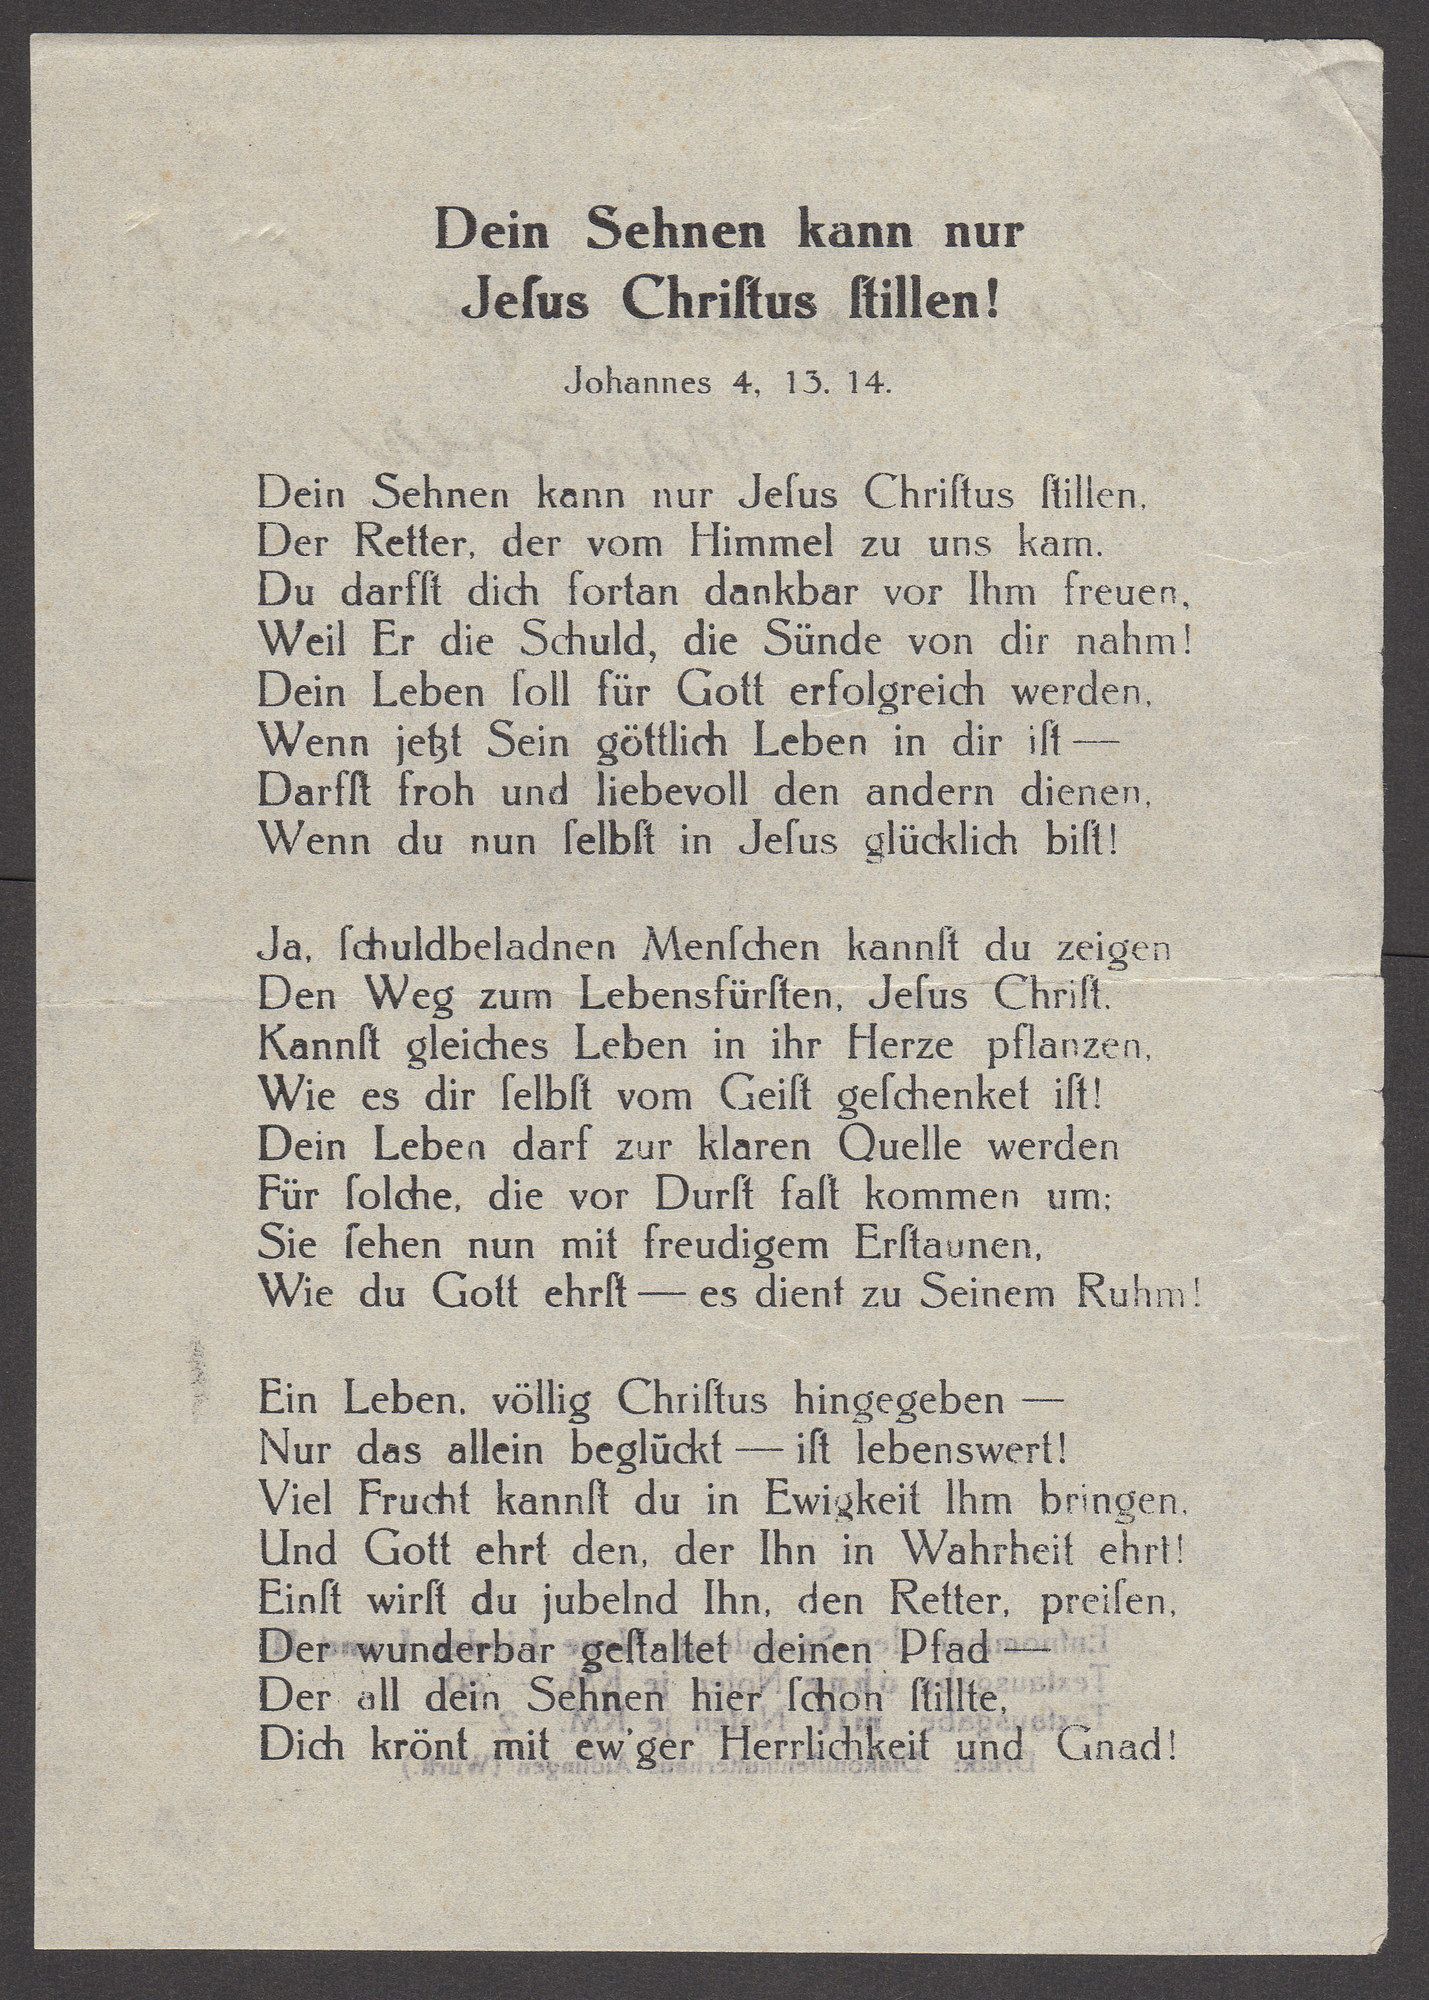 Dein Sehnen kann nur
Jeſus Chriſtus ſtillen!
Johannes 4, 13. 14.
Dein Sehnen kann nur Jeſus Chriſtus ſtillen,
Der Retter, der vom Himmel zu uns kam.
Du darfſt dich fortan dankbar vor Ihm freuen,
Weil Er die Schuld, die Sünde von dir nahm!
Dein Leben ſoll für Gott erfolgreich werden,
Wenn jetzt Sein göttlich Leben in dir iſt —
Darfſt froh und liebevoll den andern dienen,
Wenn du nun ſelbſt in Jeſus glücklich biſt!
Ja, ſchuldbeladnen Menſchen kannſt du zeigen
Den Weg zum Lebensfürſten, Jeſus Chriſt.
Kannſt gleiches Leben in ihr Herze pflanzen,
Wie es dir ſelbſt vom Geiſt geſchenket iſt!
Dein Leben darf zur klaren Quelle werden
Für ſolche, die vor Durſt faſt kommen um;
Sie ſehen nun mit freudigem Erſtaunen,
Wie du Gott ehrſt — es dient zu Seinem Ruhm!
Ein Leben, völlig Chriſtus hingegeben —
Nur das allein beglückt — iſt lebenswert!
Viel Frucht kannſt du in Ewigkeit Ihm bringen,
Und Gott ehrt den, der Ihn in Wahrheit ehrt!
Einſt wirſt du jubelnd Ihn, den Retter, preiſen,
Der wunderbar geſtaltet deinen Pfad —
Der all dein Sehnen hier ſchon ſtillte,
Dich krönt mit ew'ger Herrlichkeit und Gnad!